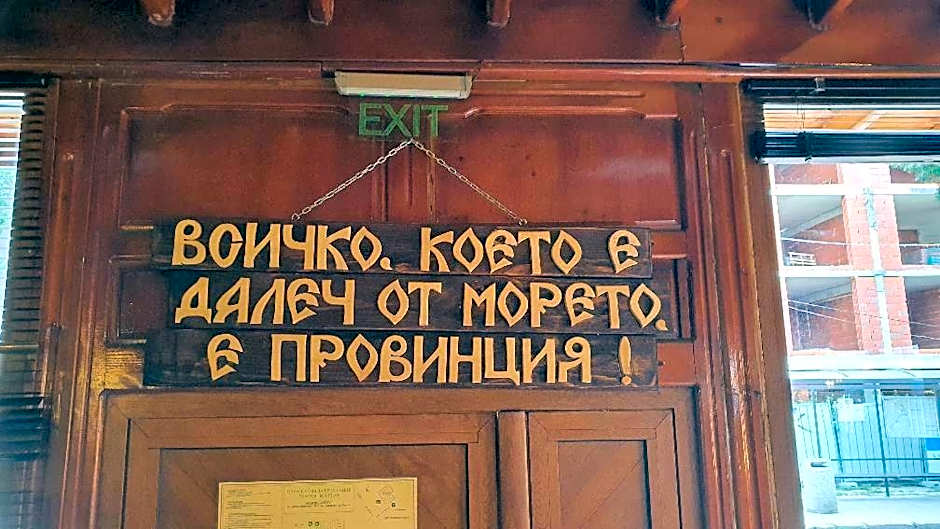 EXIT
ВСИЧКО, КОЕТО Е
ДАЛЕЧ ОТ МОРЕТО,
Е ПРОВИНЦИЯ!